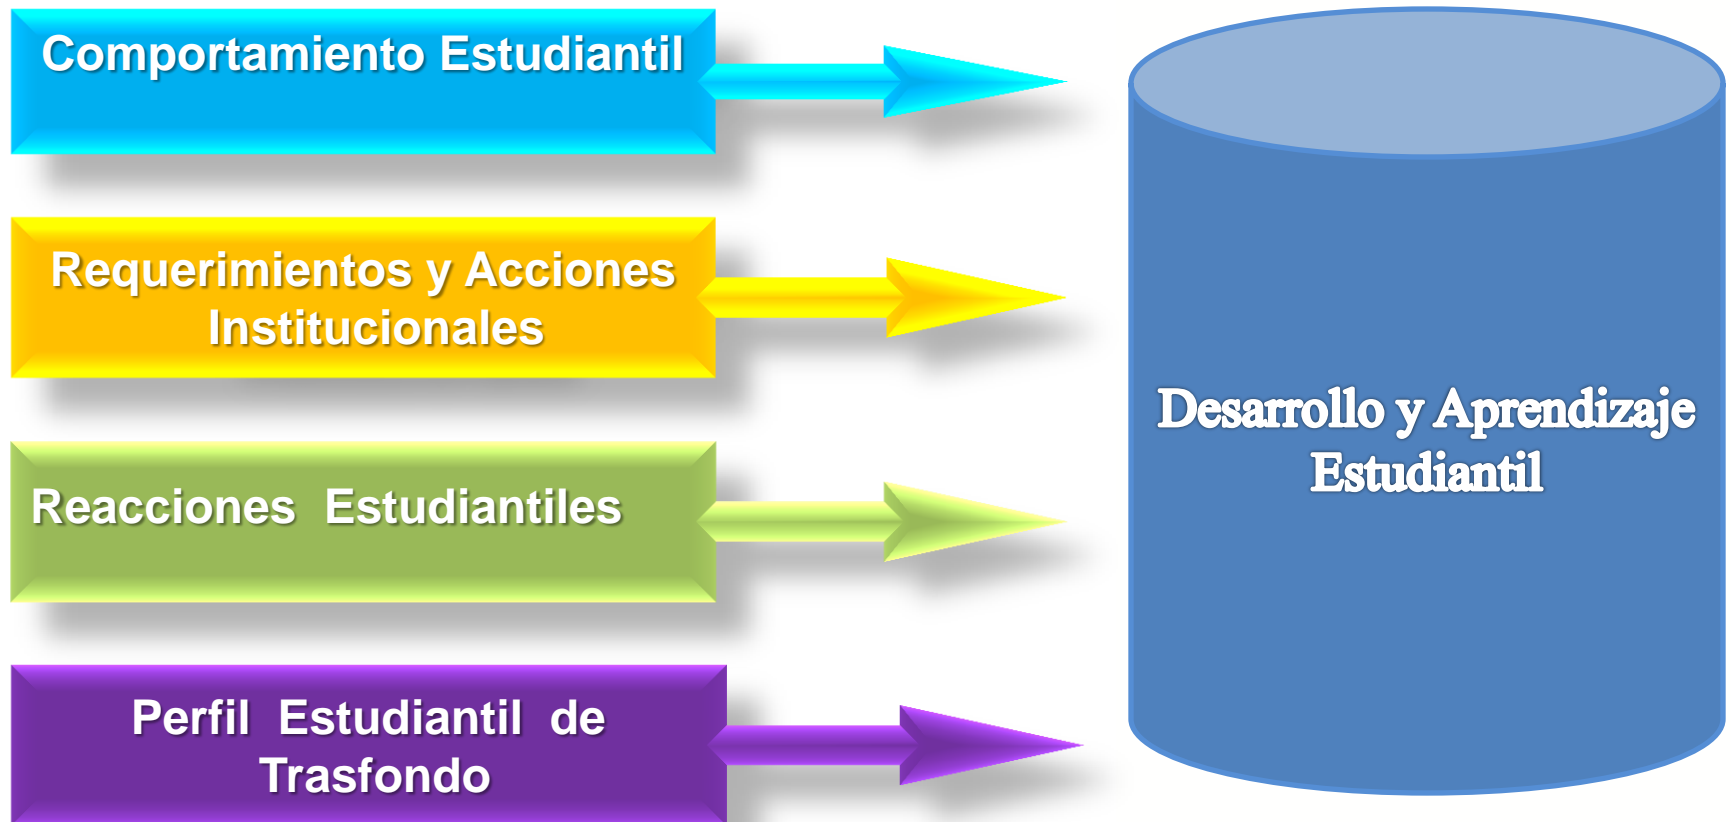 Comportamiento Estudiantil
Requerimientos y Acciones
Institucionales
Reacciones Estudiantiles
Perfil Estudiantil de
Trasfondo
Desarrollo y Aprendizaje
Estudiantil